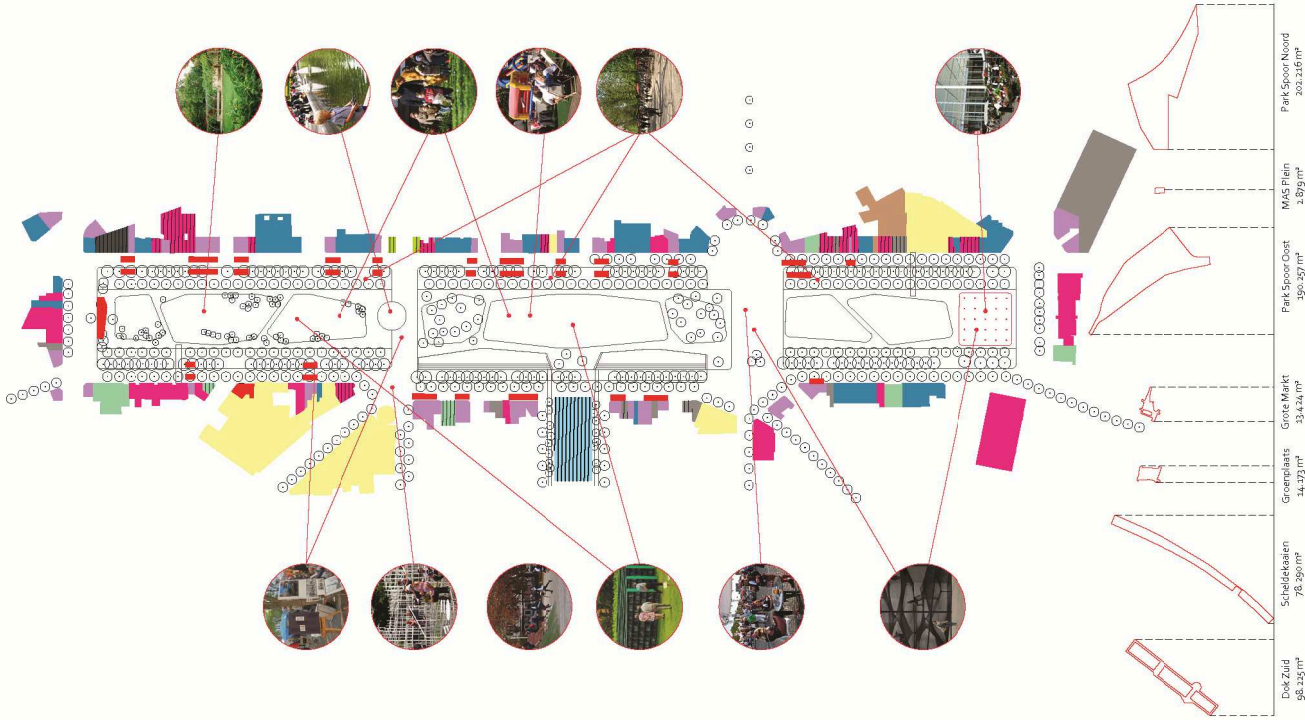 Dok Zuid
98.225 m²
Scheldekaaien
78.290 m²
Groenplaats
14.173 m²
Grote Markt
13.424 m²
Park Spoor Oost
190.257 m²
MAS Plein
2.879 m²
Park Spoor Noord
202.216 m²